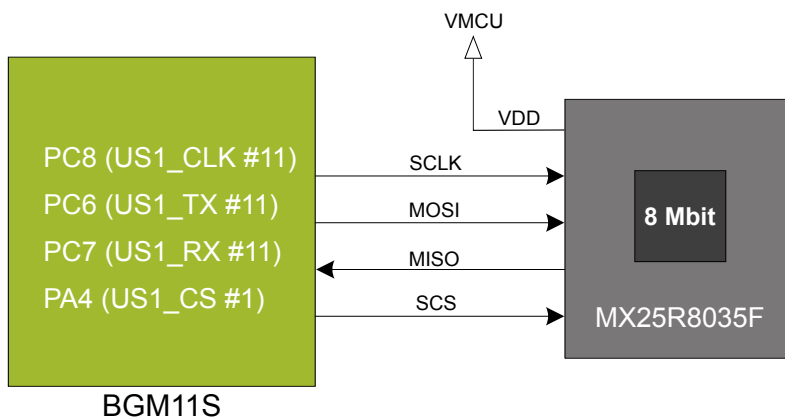 VMCU
VDD
PC8 (US1_CLK #11)
SCLK
PC6 (US1_TX #11)
MOSI
8 Mbit
PC7 (US1_RX #11)
MISO
PA4 (US1_CS #1)
SCS
MX25R8035F
BGM11S